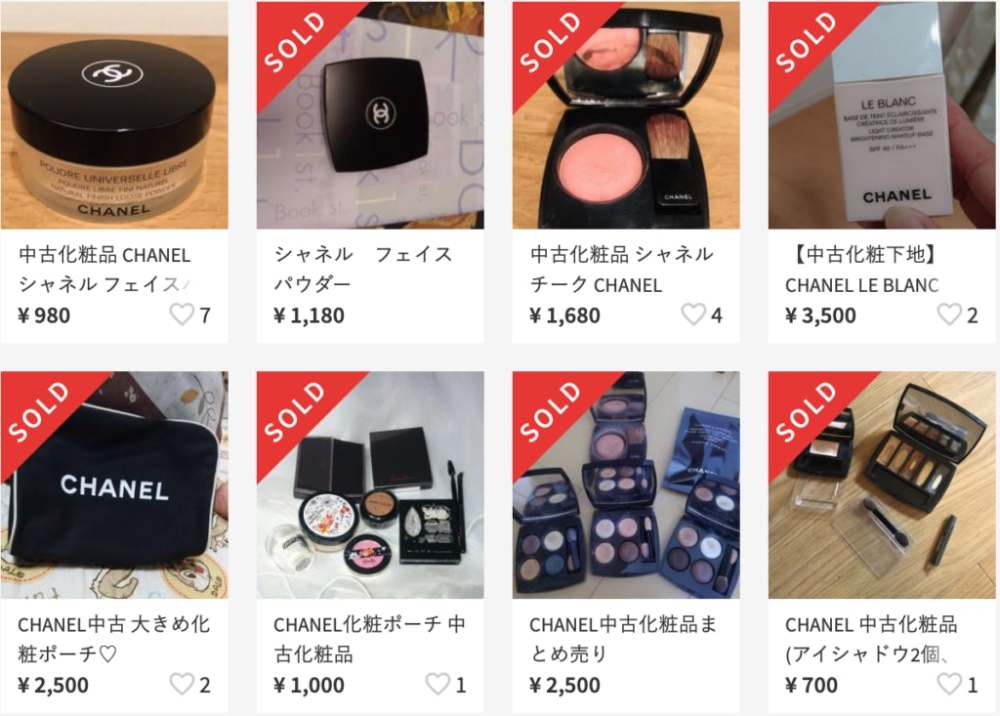 SOLD
SOLD
SOLD
POUDRE UNIVERSELLE LIBRE
POUDRE LIBRE FINI NATUREL
NATURAL FINISH LOOSE POWDER
CHANEL
Book st.
CHANEL
LE BLANC
BASE DE TEINT ÉCLAIRCISSANTE
CRÉATRICE DE LUMIÈRE
LIGHT CREATOR
BRIGHTENING MAKEUP BASE
SPF 40 / PA+++
CHANEL
中古化粧品 CHANEL
シャネル フェイス
¥ 980
7
シャネル　フェイス
パウダー
¥ 1,180
中古化粧品 シャネル
チーク CHANEL
¥ 1,680
4
【中古化粧下地】
CHANEL LE BLANC
¥ 3,500
2
SOLD
CHANEL
SOLD
SOLD
CHANEL
SOLD
CHANEL中古 大きめ化
粧ポーチ♡
¥ 2,500
2
CHANEL化粧ポーチ 中
古化粧品
¥ 1,000
1
CHANEL中古化粧品ま
とめ売り
¥ 2,500
CHANEL 中古化粧品
(アイシャドウ2個、
¥ 700
1